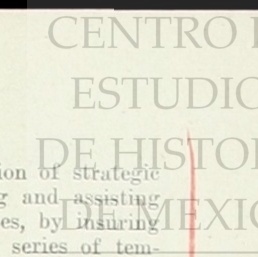 CENTRO
ESTUDIO
DE HISTO
ion of strategic
g and assisting
DE MEXIC
es, by insuring
series of tem-